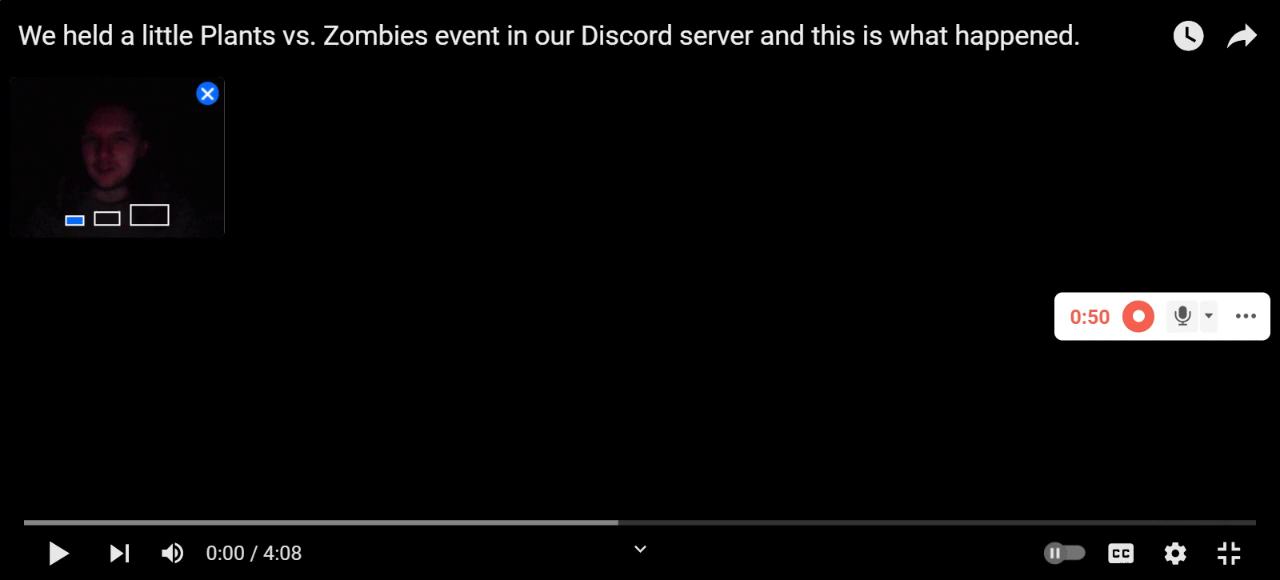 We held a little Plants vs. Zombies event in our Discord server and this is what happened.
0:50
0:00 / 4:08
CC